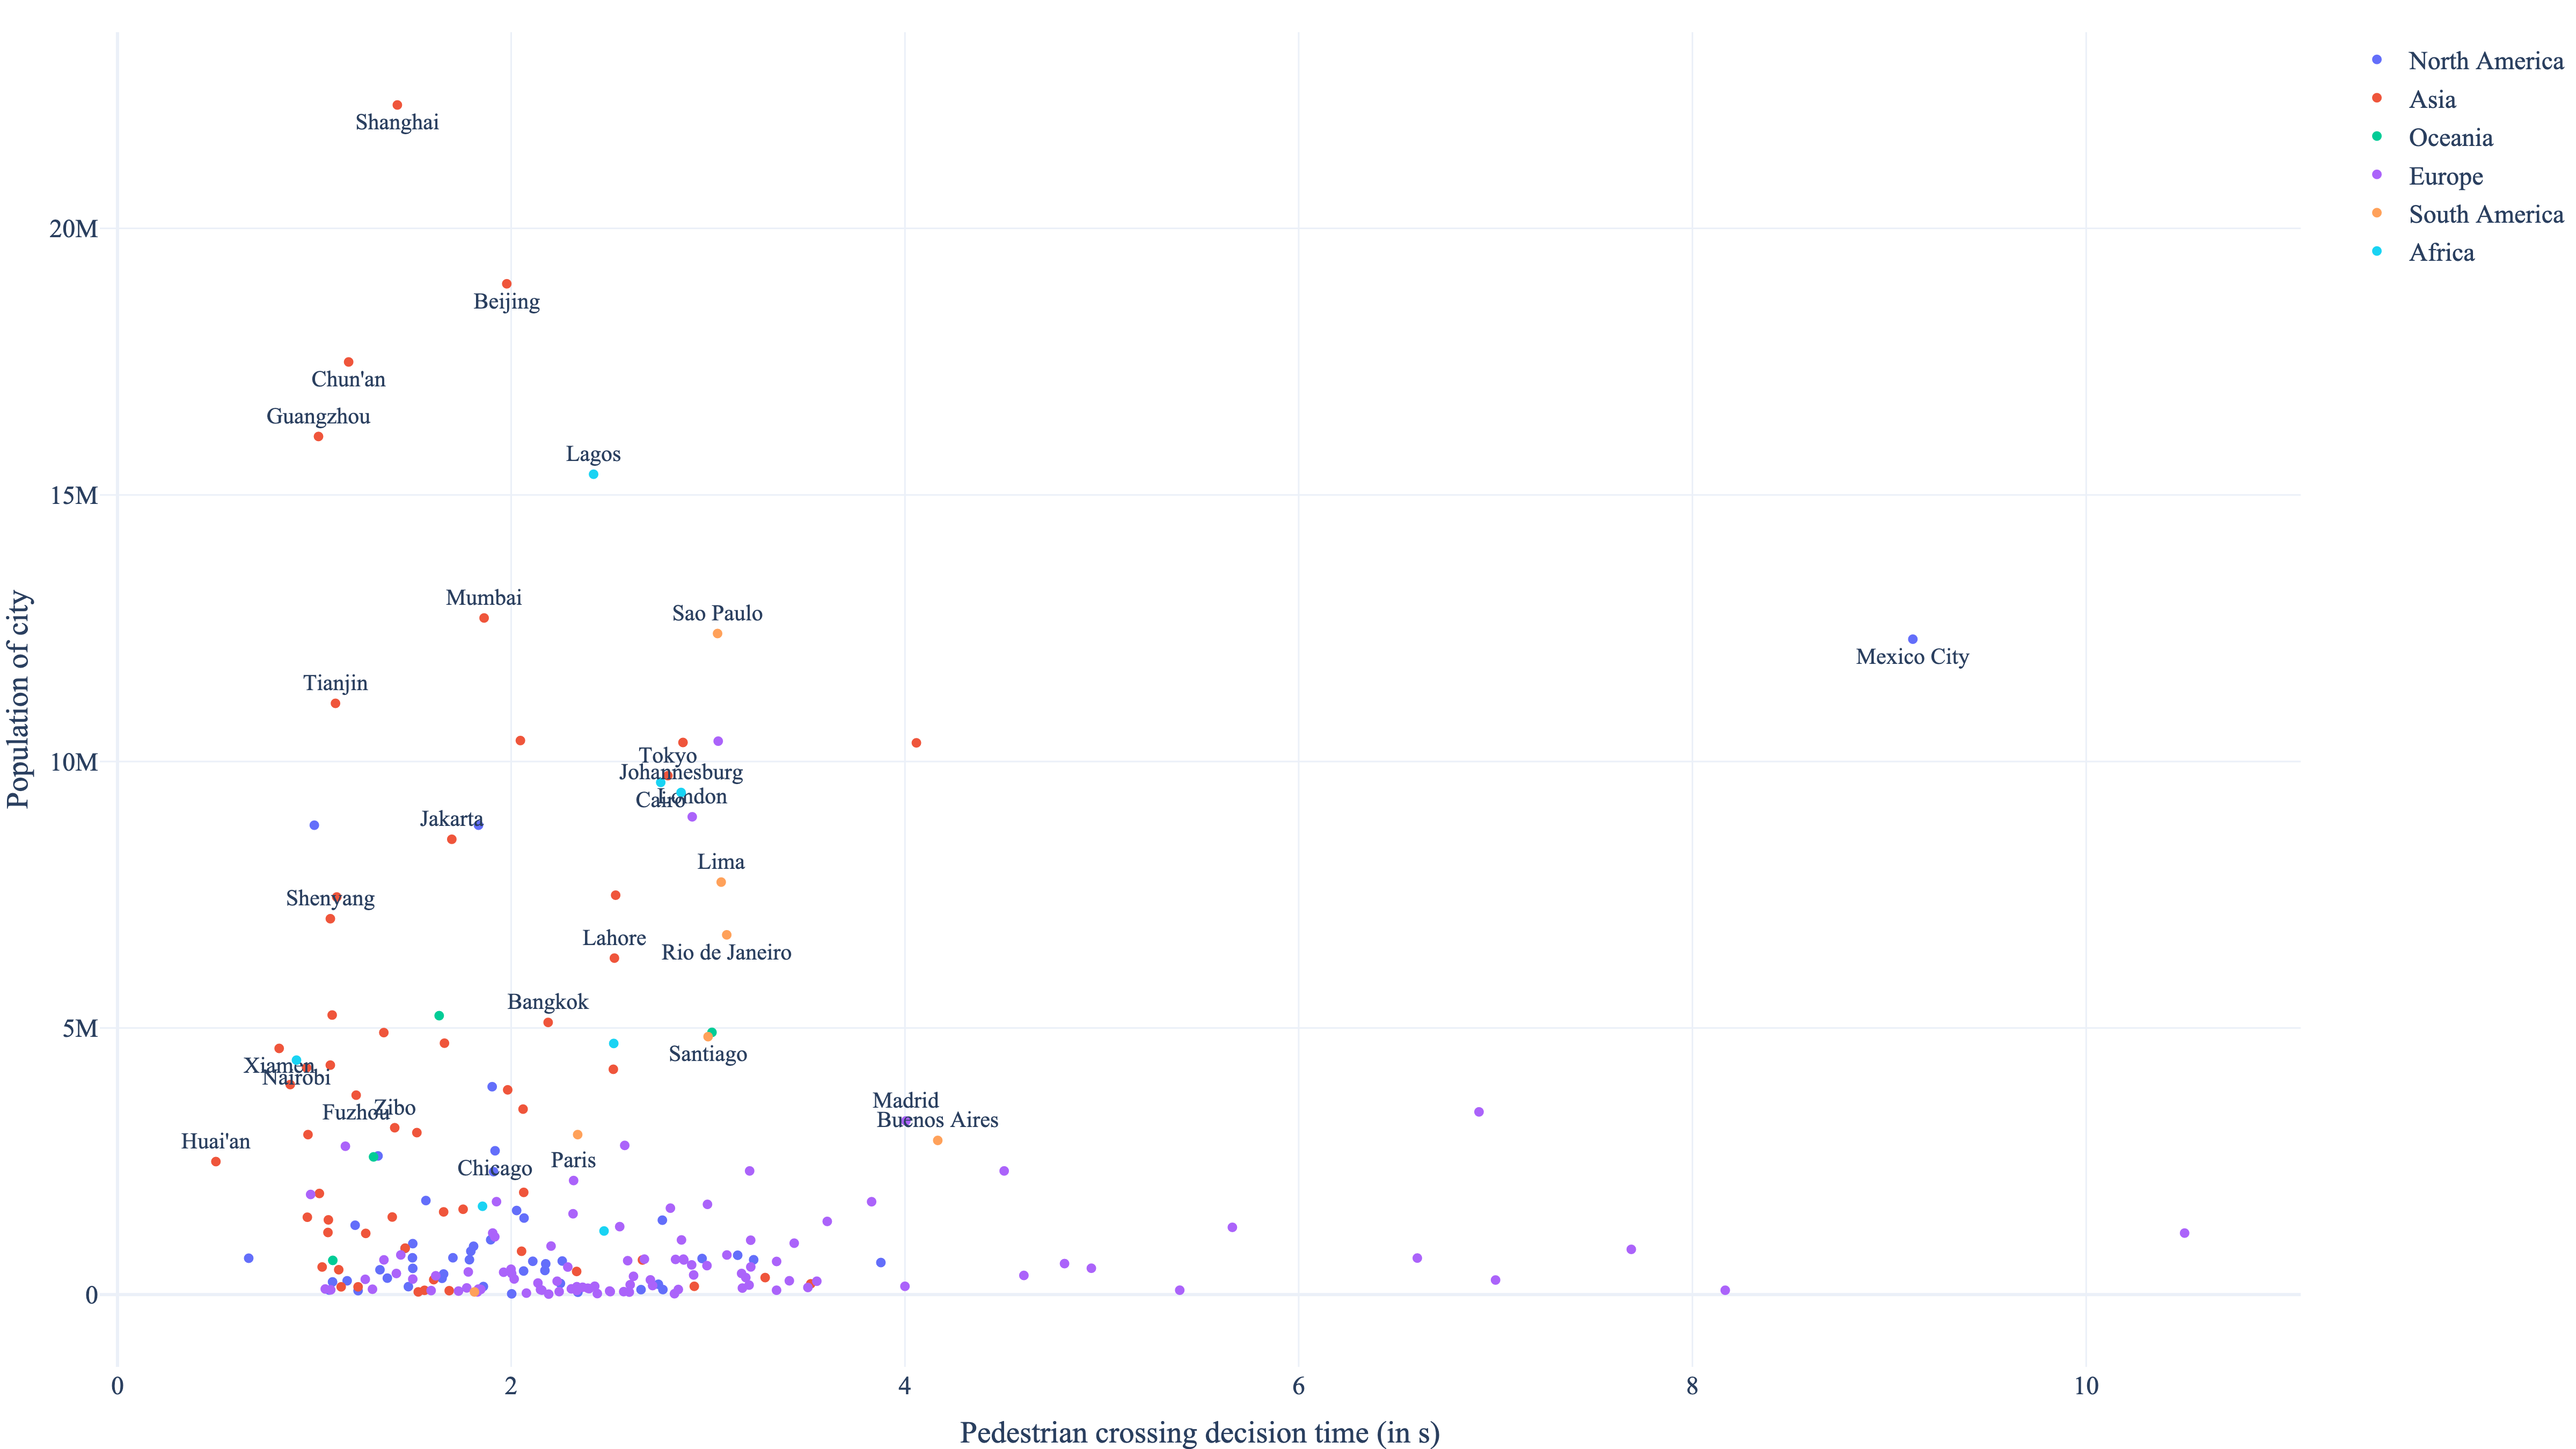 North America
Asia
Oceania
Europe
South America
Africa
Shanghai
20M
Beijing
Chun'an
Guangzhou
Lagos
15M
Mumbai
Sao Paulo
Mexico City
Tianjin
Tokyo
10M
Johannesburg
London
Cairo
Jakarta
Lima
Shenyang
Lahore
Rio de Janeiro
Bangkok
5M
Santiago
Xiamen
Nairobi
Madrid
Zibo
Fuzhou
Buenos Aires
Huai'an
Paris
Chicago
0
0
2
4
6
8
10
Population of city
Pedestrian crossing decision time (in s)